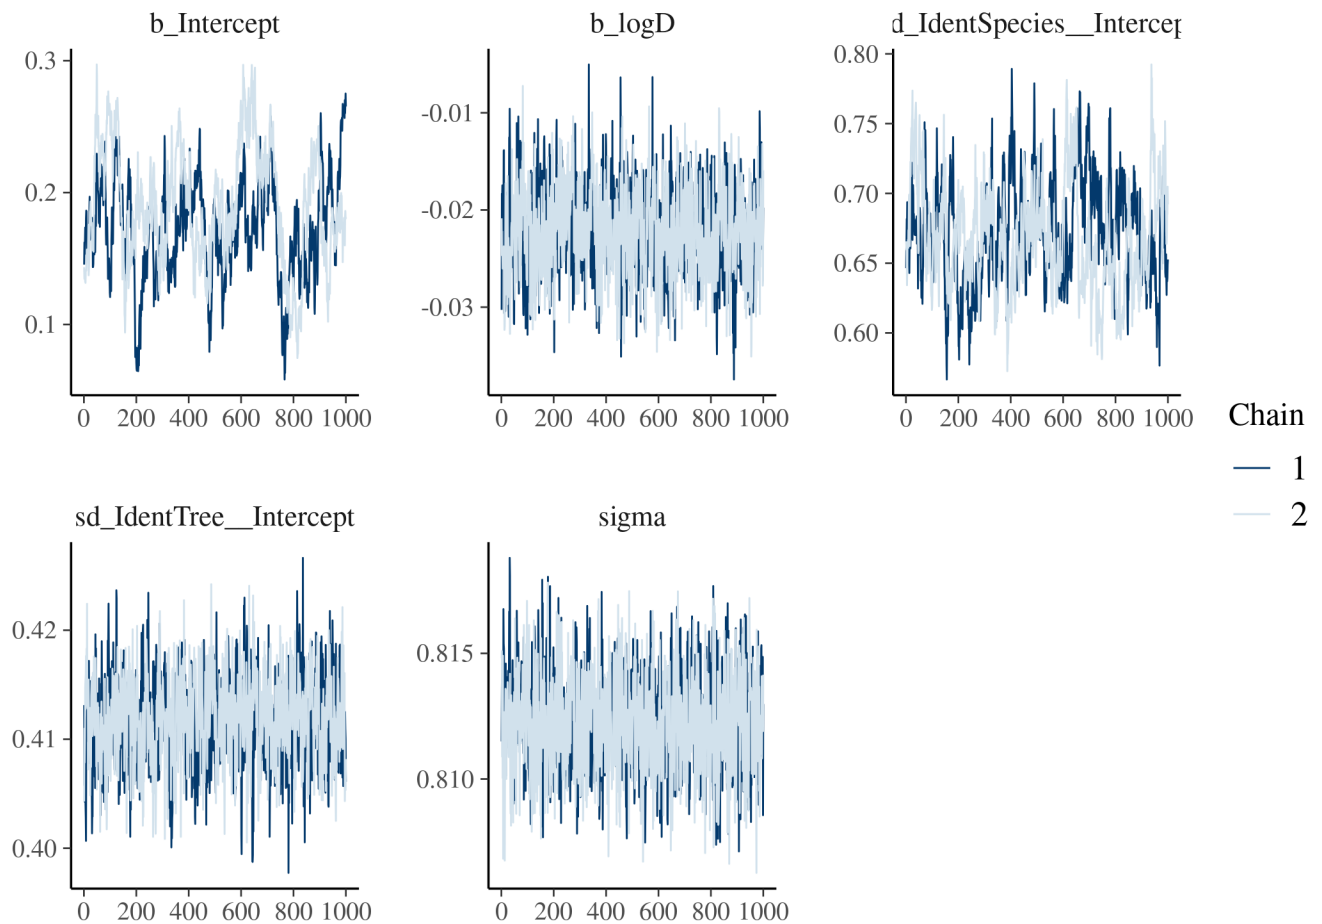 b_Intercept
b_logD
d_IdentSpecies__Intercep
0.3
0.2
0.1
0 200 400 600 800 1000
-0.01
-0.02
-0.03
0 200 400 600 800 1000
0.80
0.75
0.70
0.65
0.60
0 200 400 600 800 1000
Chain
1
2
sd_IdentTree__Intercept
sigma
0.42
0.41
0.40
0 200 400 600 800 1000
0.815
0.810
0 200 400 600 800 1000